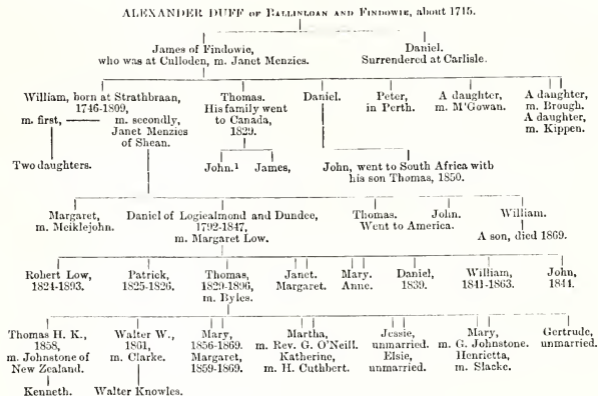 ALEXANDER DUFF OF BALLINLOAN AND FINDOWIE, about 1715.
James of Findowie, Daniel.
who was at Culloden, m. Janet Menzies. Surrendered at Carlisle.
William, born at Strathbraan, Thomas. Daniel. Peter, A daughter, A daughter,
1746-1809, His family went in Perth. m. M'Gowan. m. Brough.
m. first, m. secondly, to Canada, A daughter,
Janet Menzies 1829. m. Kippen.
of Shean.
Two daughters. John.¹ James, John, went to South Africa with
his son Thomas, 1850.
Margaret, Daniel of Logiealmond and Dundee, Thomas. John. William.
m. Meiklejohn. 1792-1847, Went to America.
m. Margaret Low. A son, died 1869.
Robert Low, Patrick, Thomas, Janet. Mary. Daniel, William, John,
1824-1893. 1825-1826. 1829-1896, Margaret. Anne. 1839. 1841-1863. 1844.
m. Byles.
Thomas H. K., Walter W., Mary, Martha, Jessie, Mary, Gertrude,
1858, 1861, 1856-1869. m. Rev. G. O'Neill. unmarried. m. G. Johnstone. unmarried.
m. Johnstone of m. Clarke. Margaret, Katherine, Elsie, Henrietta,
New Zealand. 1859-1869. m. H. Cuthbert. unmarried. m. Slacke.
Kenneth. Walter Knowles.